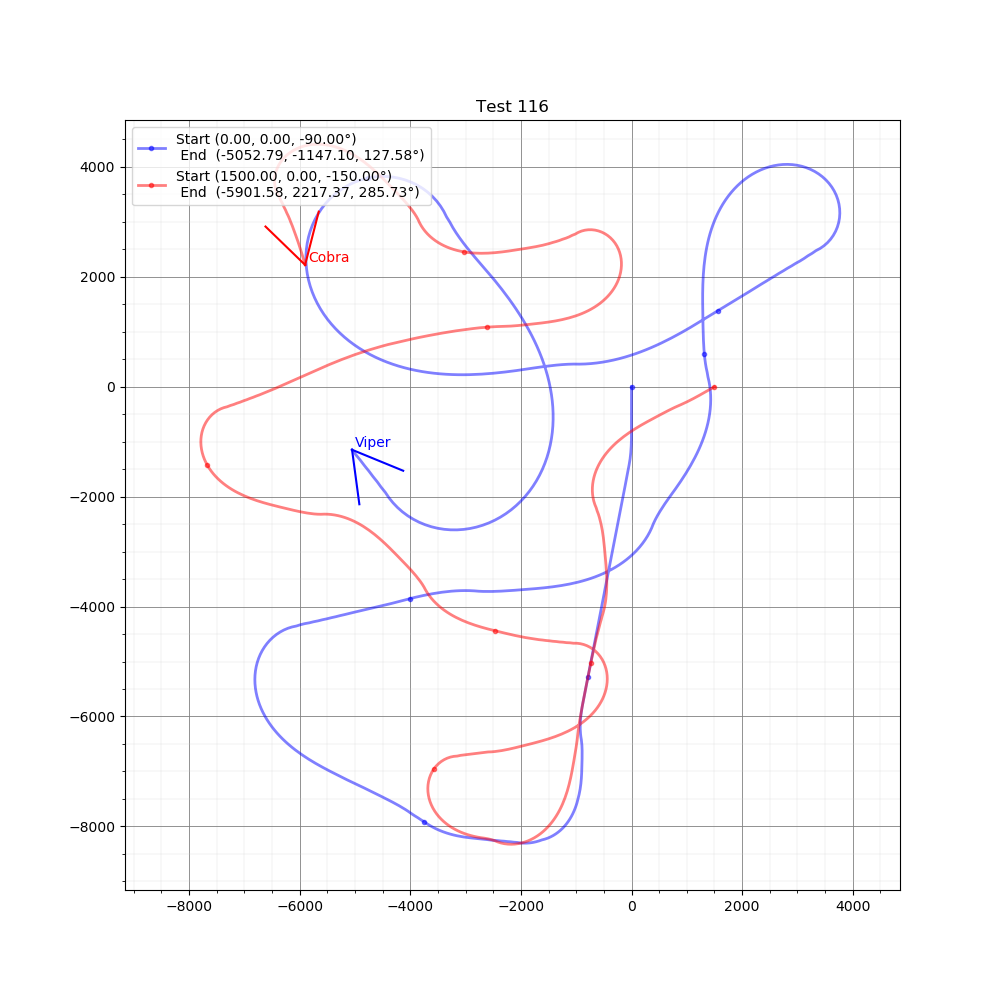 Test 116
Start (0.00, 0.00, -90.00°)
End (-5052.79, -1147.10, 127.58°)
Start (1500.00, 0.00, -150.00°)
End (-5901.58, 2217.37, 285.73°)
Cobra
Viper
4000
2000
0
−2000
−4000
−6000
−8000
−8000 −6000 −4000 −2000 0 2000 4000